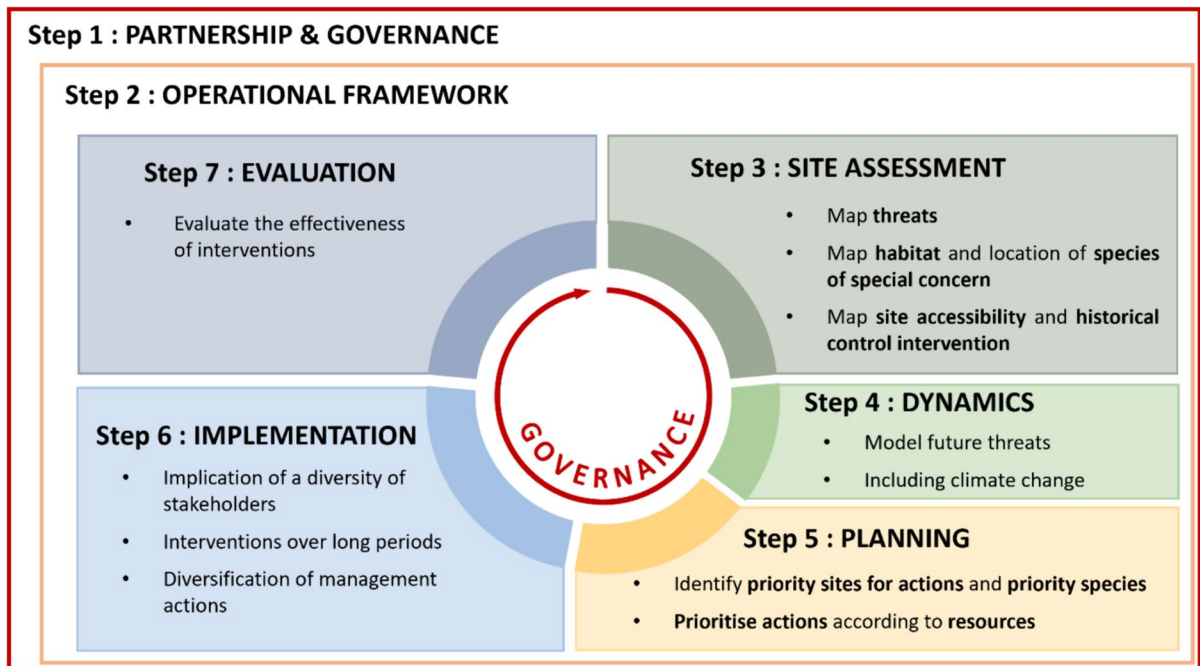 Step 1 : PARTNERSHIP & GOVERNANCE
Step 2 : OPERATIONAL FRAMEWORK
Step 7 : EVALUATION
• Evaluate the effectiveness
of interventions
Step 3 : SITE ASSESSMENT
• Map threats
• Map habitat and location of species
of special concern
• Map site accessibility and historical
control intervention
Step 4 : DYNAMICS
• Model future threats
• Including climate change
Step 5 : PLANNING
• Identify priority sites for actions and priority species
• Prioritise actions according to resources
Step 6 : IMPLEMENTATION
• Implication of a diversity of
stakeholders
• Interventions over long periods
• Diversification of management
actions
GOVERNANCE